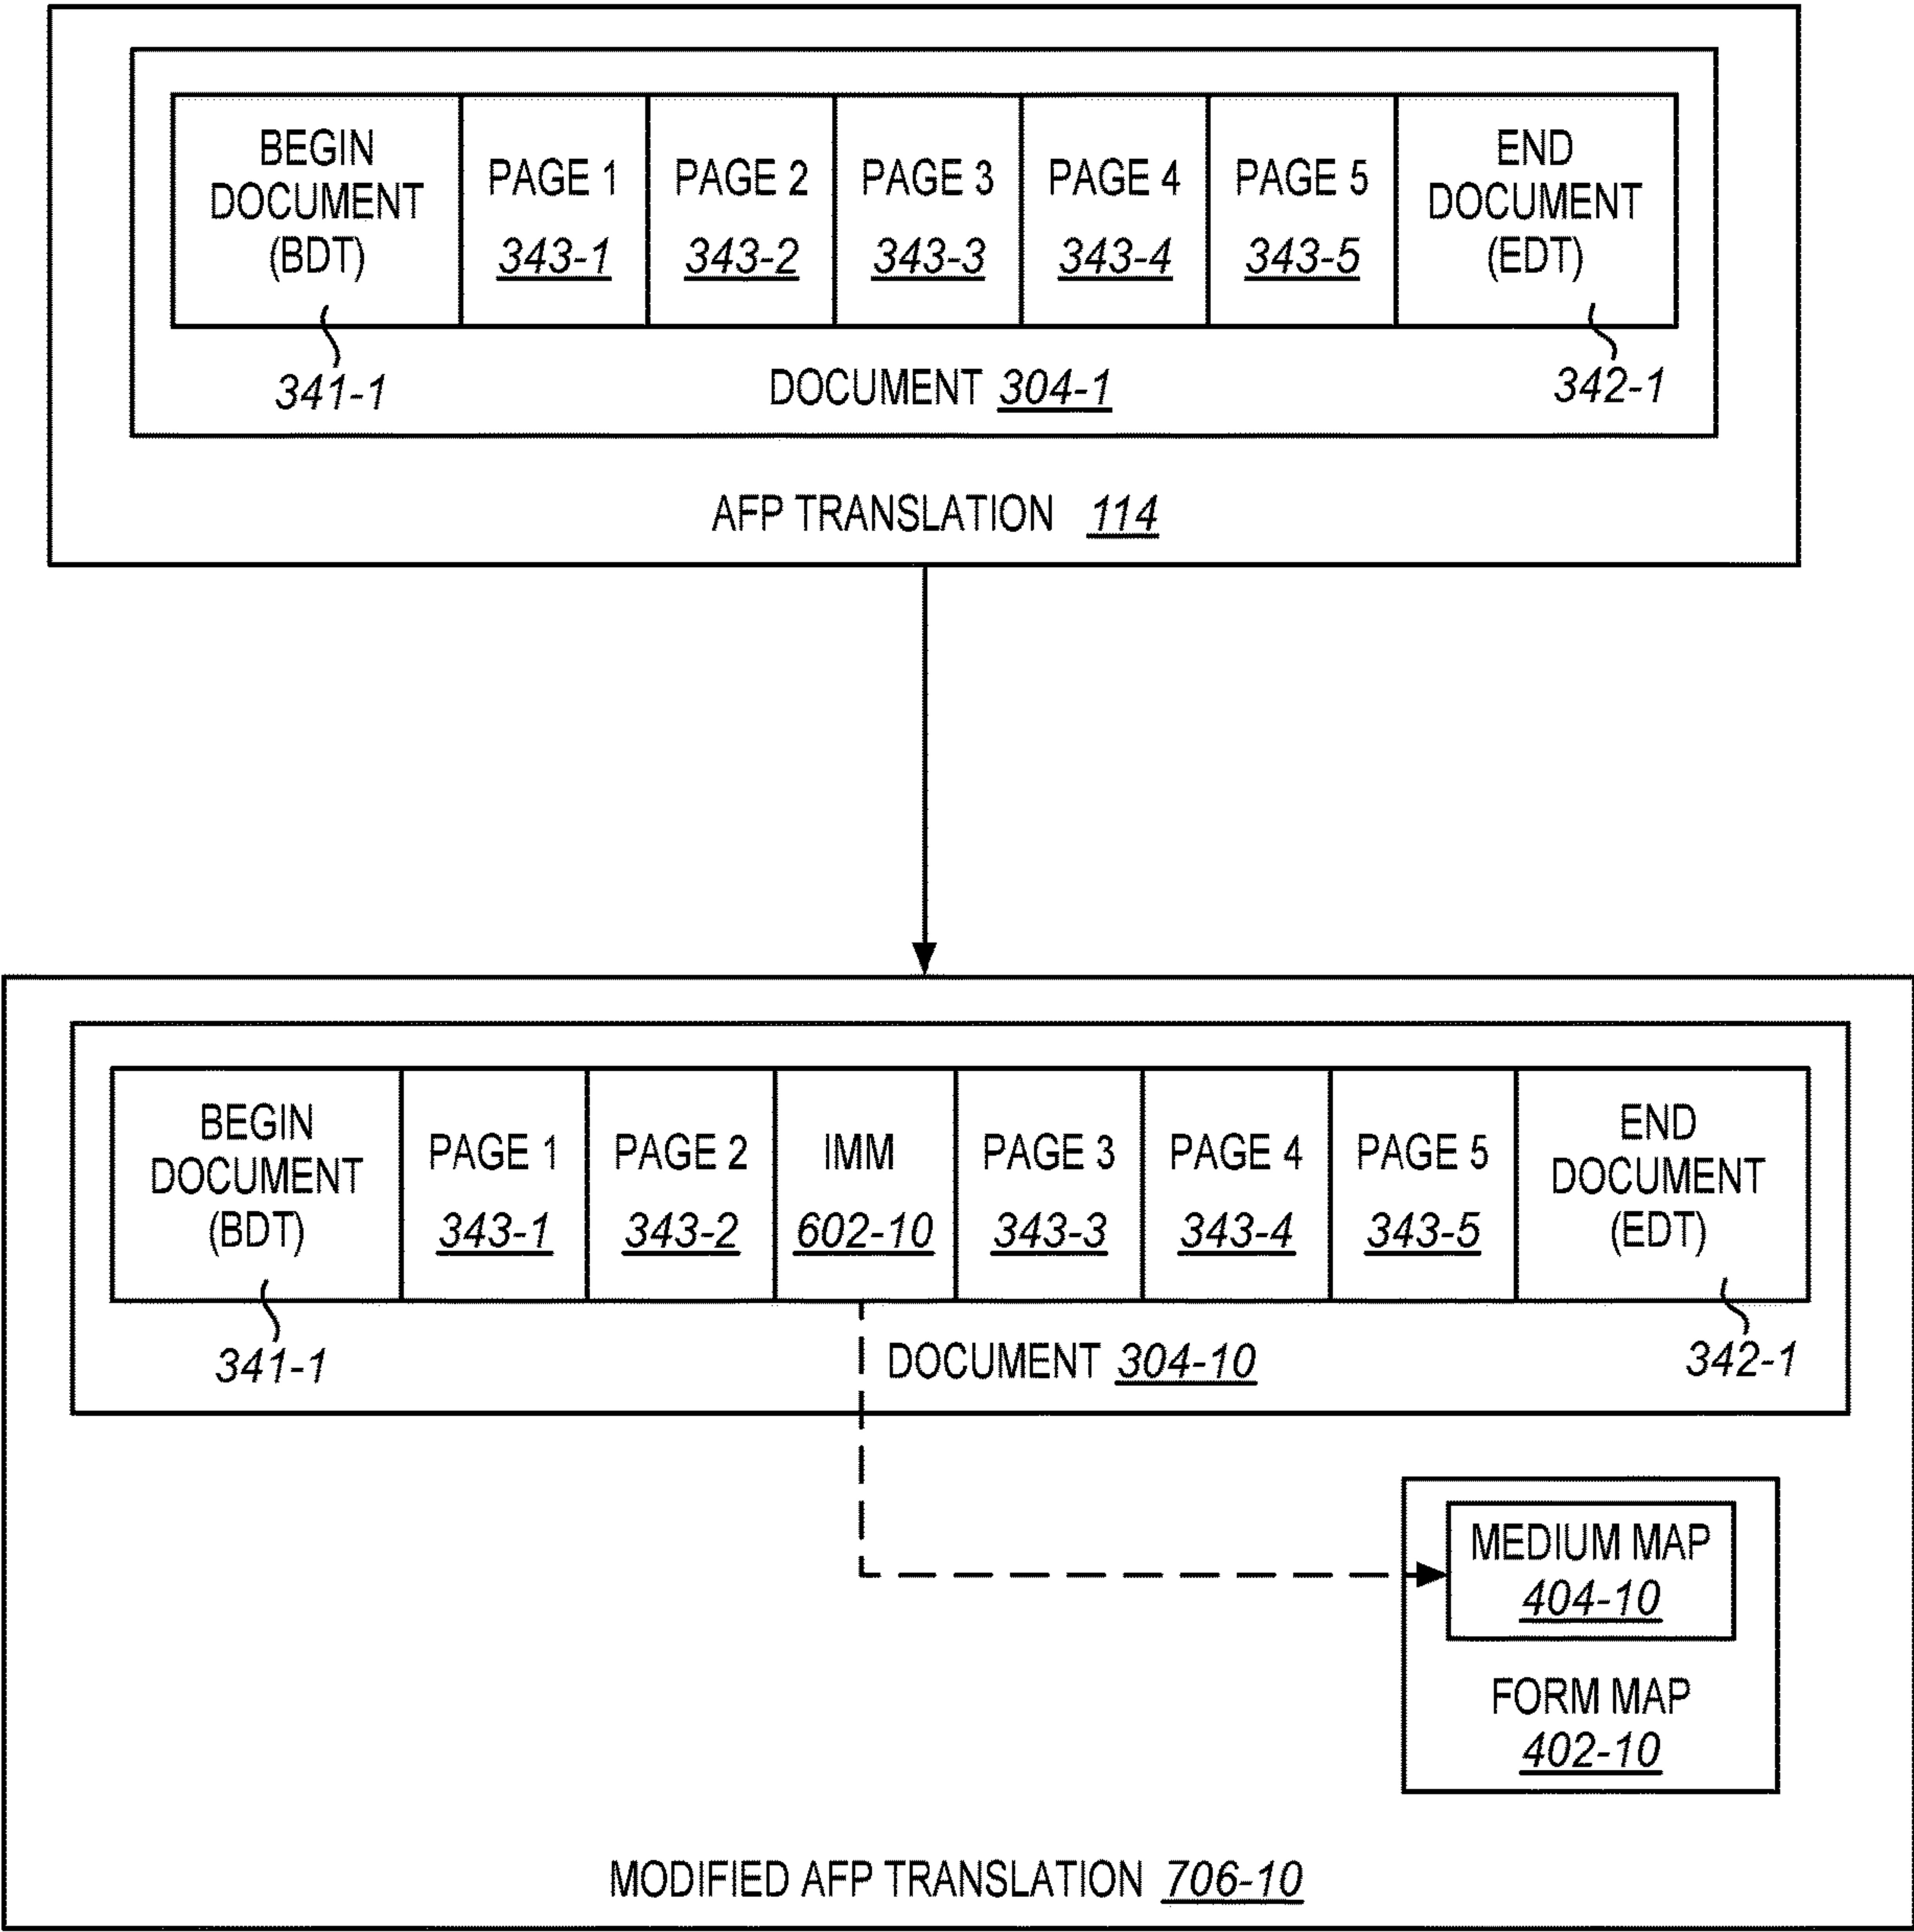 BEGIN
DOCUMENT
(BDT)
PAGE 1
343-1
PAGE 2
343-2
PAGE 3
343-3
PAGE 4
343-4
PAGE 5
343-5
END
DOCUMENT
(EDT)
341-1
DOCUMENT 304-1
342-1
AFP TRANSLATION 114
BEGIN
DOCUMENT
(BDT)
PAGE 1
343-1
PAGE 2
343-2
IMM
602-10
PAGE 3
343-3
PAGE 4
343-4
PAGE 5
343-5
END
DOCUMENT
(EDT)
341-1
DOCUMENT 304-10
342-1
MEDIUM MAP
404-10
FORM MAP
402-10
MODIFIED AFP TRANSLATION 706-10